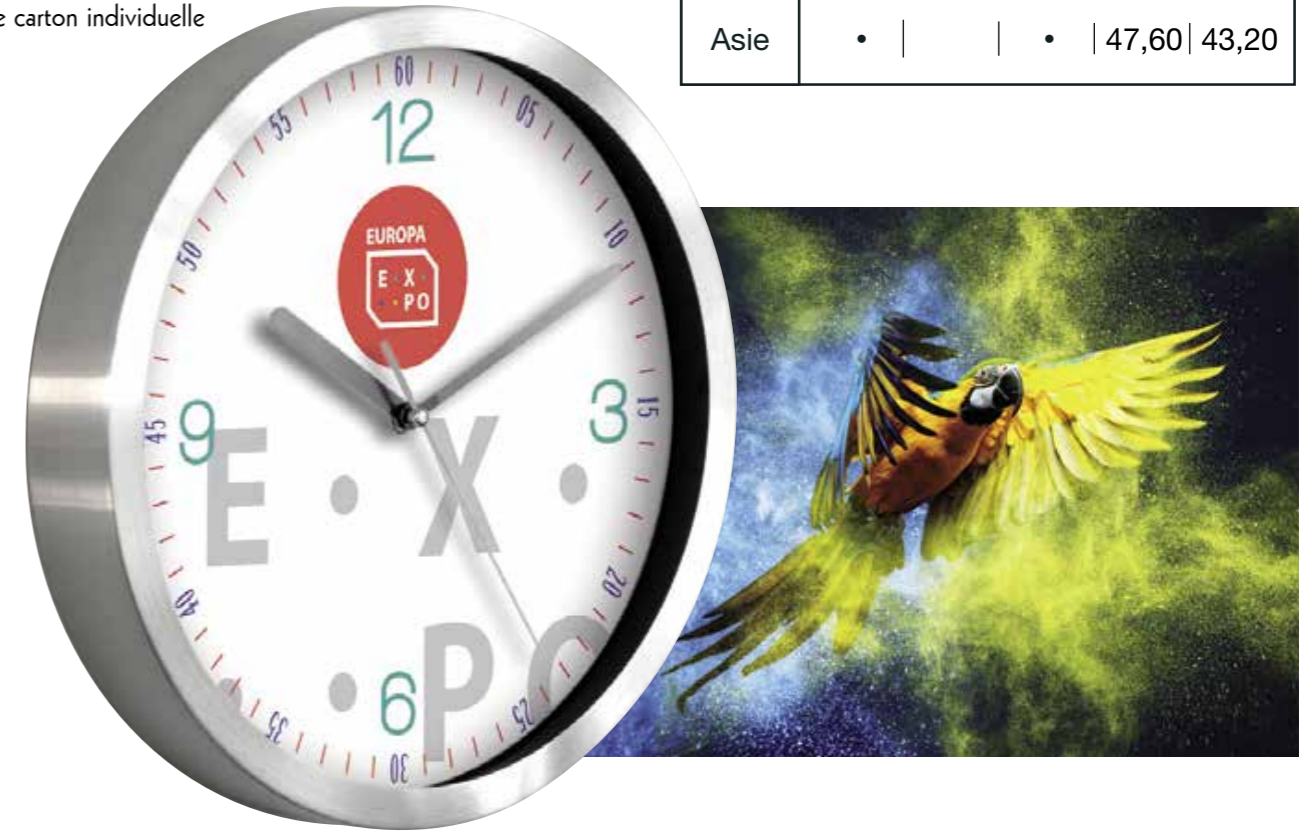 e carton individuelle
Asie • • 47,60 43,20
60
55 05
12
50 10
EUROPA
E X
PO
45 9 3 15
E • X •
40 20
• P O
6
35 25
30